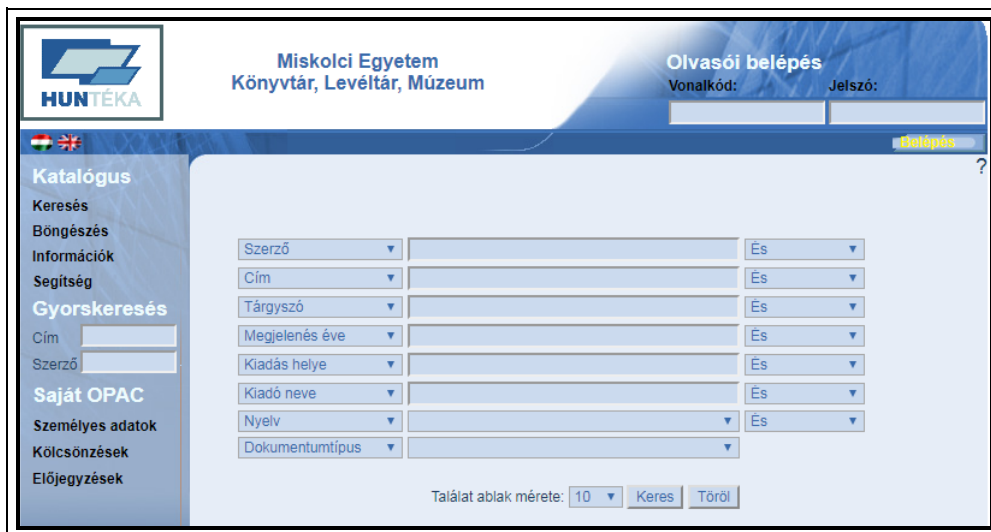 HUNTÉKA
Miskolci Egyetem
Könyvtár, Levéltár, Múzeum
Olvasói belépés
Vonalkód: Jelszó:
Belépés
?
Katalógus
Keresés
Böngészés
Információk
Segítség
Gyorskeresés
Cím
Szerző
Saját OPAC
Személyes adatok
Kölcsönzések
Előjegyzések
Szerző És
Cím És
Tárgyszó És
Megjelenés éve És
Kiadás helye És
Kiadó neve És
Nyelv És
Dokumentumtípus
Találat ablak mérete: 10 Keres Töröl